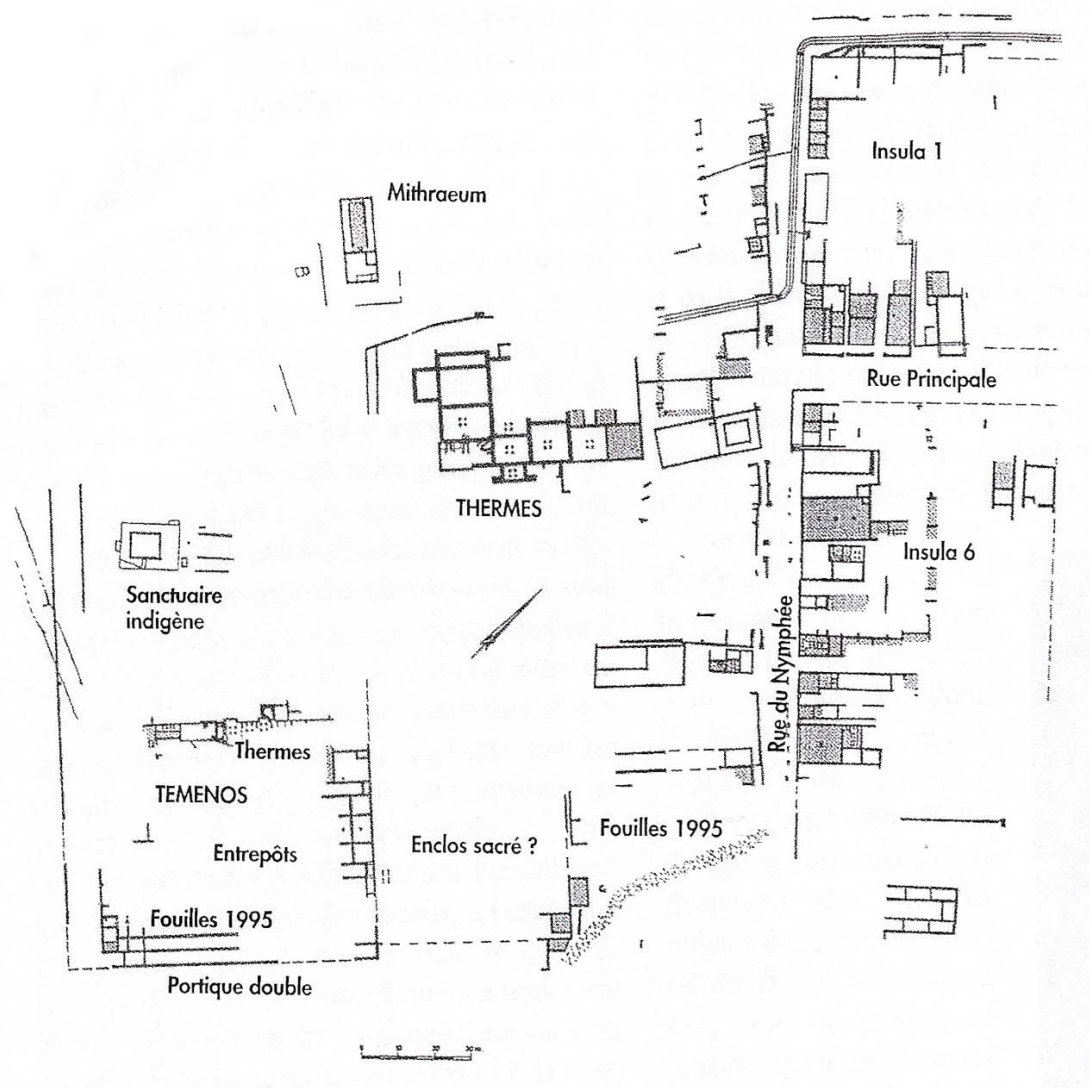 Insula 1
Mithraeum
Rue Principale
THERMES
Insula 6
Sanctuaire
indigène
Rue du Nymphée
Thermes
TEMENOS
Entrepôts
Enclos sacré ?
Fouilles 1995
Fouilles 1995
Portique double